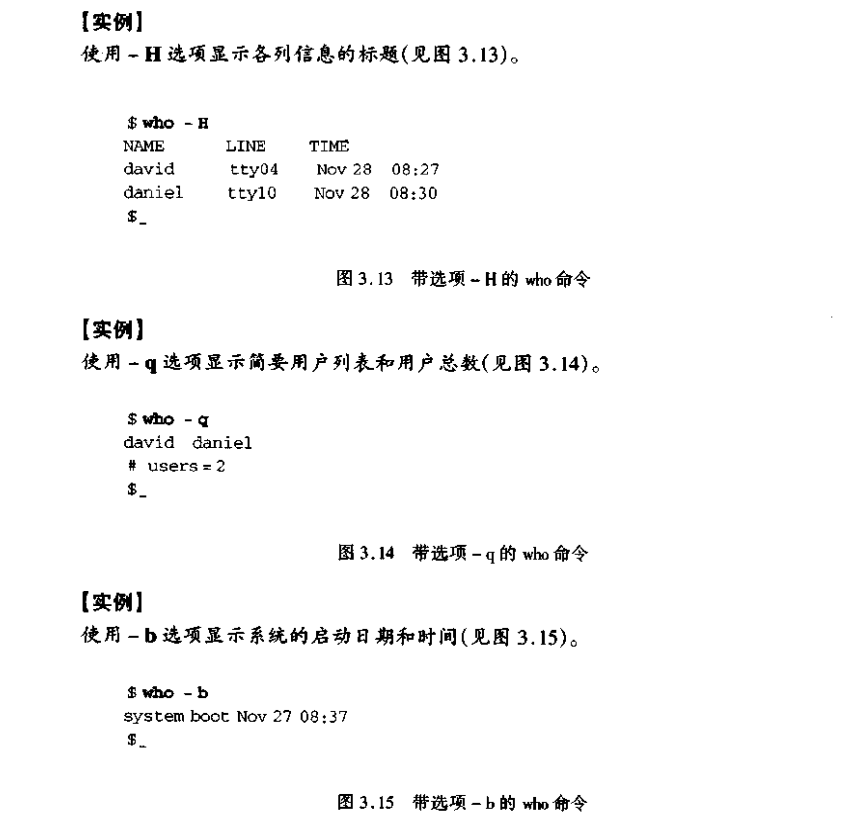 【实例】
使用 - H 选项显示各列信息的标题(见图 3.13)。
$ who - H
NAME LINE TIME
david tty04 Nov 28 08:27
daniel tty10 Nov 28 08:30
$_
图 3.13 带选项 - H 的 who 命令
【实例】
使用 - q 选项显示简要用户列表和用户总数(见图 3.14)。
$ who - q
david daniel
# users = 2
$_
图 3.14 带选项 - q 的 who 命令
【实例】
使用 - b 选项显示系统的启动日期和时间(见图 3.15)。
$ who - b
system boot Nov 27 08:37
$_
图 3.15 带选项 - b 的 who 命令